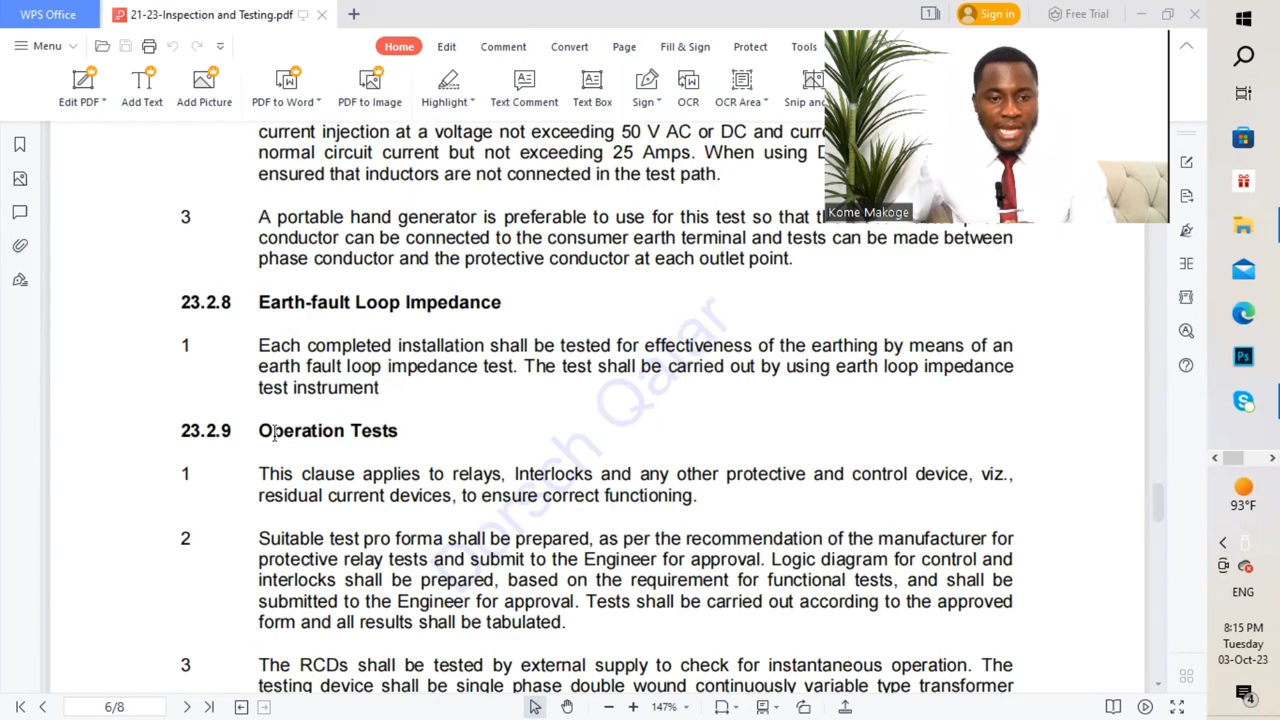 WPS Office
21-23-Inspection and Testing.pdf
1
Sign in
Free Trial
Menu
Home
Edit
Comment
Convert
Page
Fill & Sign
Protect
Tools
Edit PDF
Add Text
Add Picture
PDF to Word
PDF to Image
Highlight
Text Comment
Text Box
Sign
OCR
OCR Area
Snip and
current injection at a voltage not exceeding 50 V AC or DC and curr
normal circuit current but not exceeding 25 Amps. When using D
ensured that inductors are not connected in the test path.
Kome Makoge
3 A portable hand generator is preferable to use for this test so that th
conductor can be connected to the consumer earth terminal and tests can be made between
phase conductor and the protective conductor at each outlet point.
23.2.8 Earth-fault Loop Impedance
1 Each completed installation shall be tested for effectiveness of the earthing by means of an
earth fault loop impedance test. The test shall be carried out by using earth loop impedance
test instrument
23.2.9 Operation Tests
1 This clause applies to relays, Interlocks and any other protective and control device, viz.,
residual current devices, to ensure correct functioning.
2 Suitable test pro forma shall be prepared, as per the recommendation of the manufacturer for
protective relay tests and submit to the Engineer for approval. Logic diagram for control and
interlocks shall be prepared, based on the requirement for functional tests, and shall be
submitted to the Engineer for approval. Tests shall be carried out according to the approved
form and all results shall be tabulated.
3 The RCDs shall be tested by external supply to check for instantaneous operation. The
testing device shall be single phase double wound continuously variable type transformer
Dorsch Qatar
6/8
147%
Ps
93°F
ENG
8:15 PM
Tuesday
03-Oct-23
4